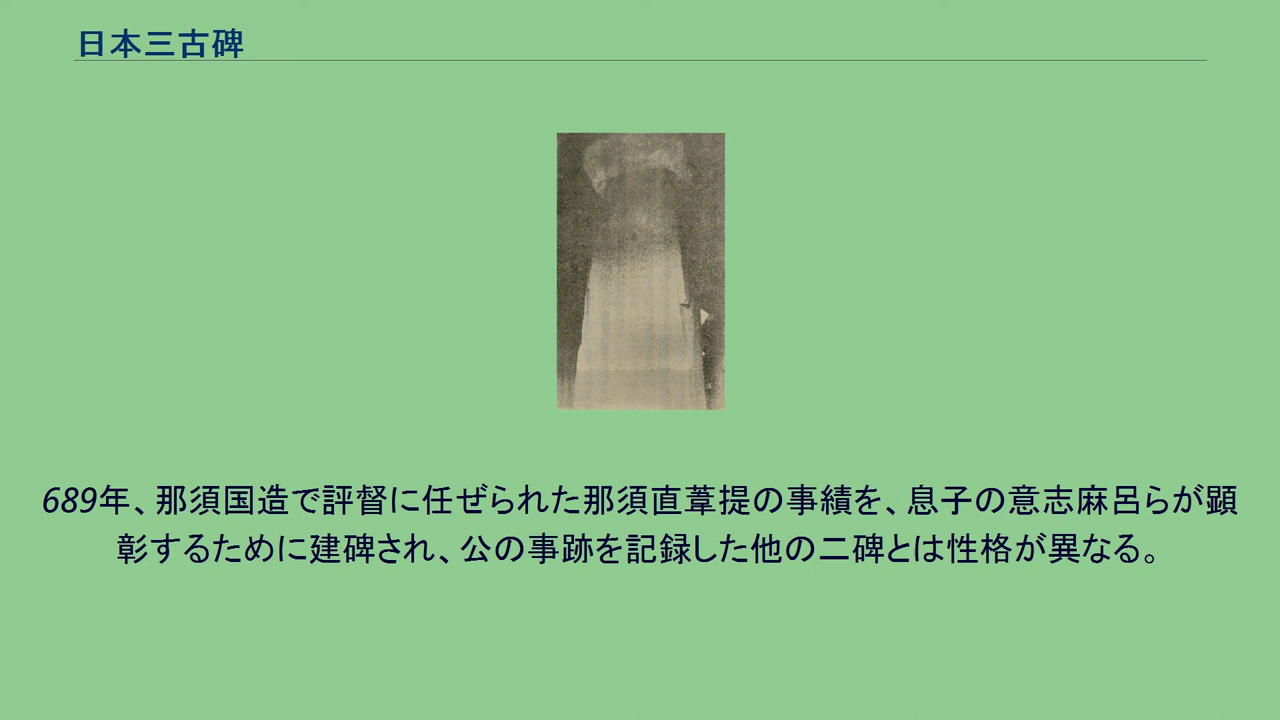 日本三古碑
689年、那須国造で評督に任ぜられた那須直葦提の事績を、息子の意志麻呂らが顕
彰するために建碑され、公の事跡を記録した他の二碑とは性格が異なる。